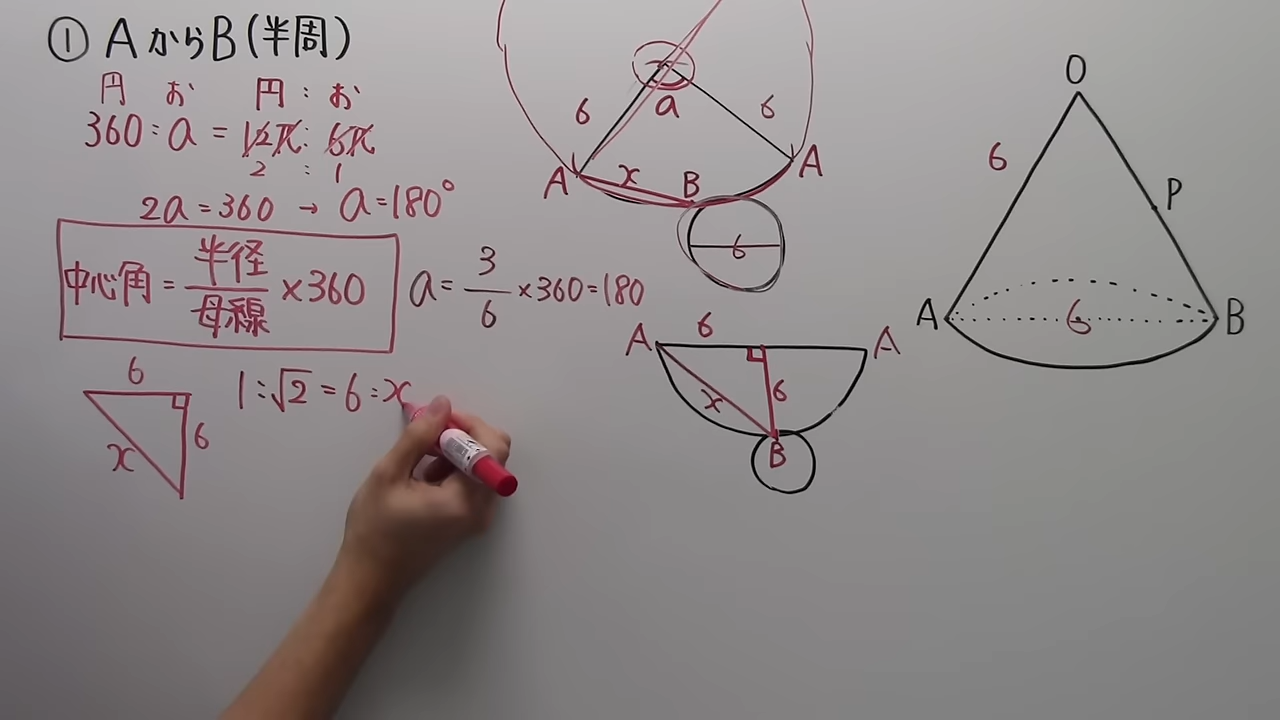 ① AからB(半周)
円 お 円:お
360:a=12π:6π
2:1
2a=360→a=180°
中心角=半径/母線×360
a=3/6×360=180
6
6
x
1:√2=6:x
6
a
6
A
x
B
A
6
A
6
A
x
6
B
O
6
P
A
6
B